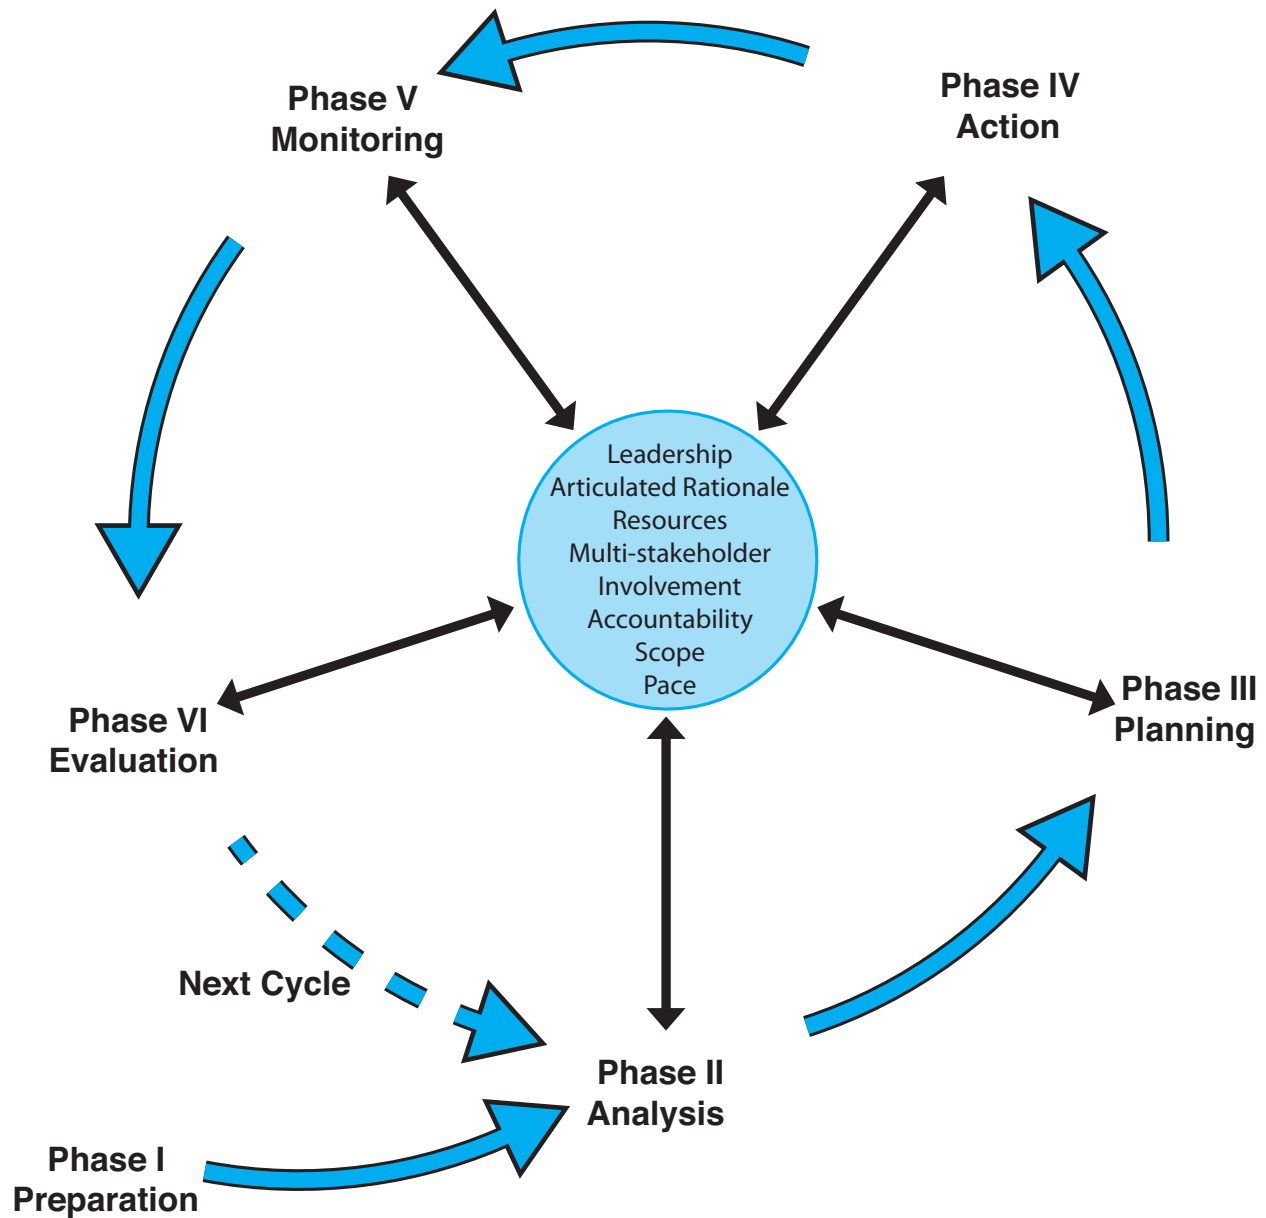 Phase V
Monitoring
Phase IV
Action
Leadership
Articulated Rationale
Resources
Multi-stakeholder
Involvement
Accountability
Scope
Pace
Phase III
Planning
Phase VI
Evaluation
Next Cycle
Phase II
Analysis
Phase I
Preparation